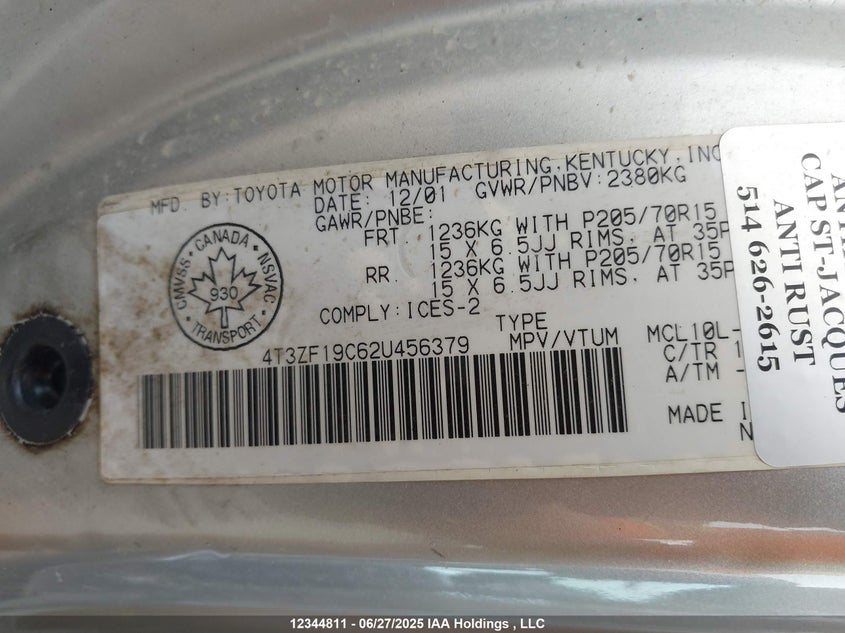 MFD. BY:TOYOTA MOTOR MANUFACTURING,KENTUCKY,INC
DATE: 12/01 GVWR/PNBV:2380KG
GAWR/PNBE:
FRT 1236KG WITH P205/70R15
15 X 6.5JJ RIMS, AT 35P
RR 1236KG WITH P205/70R15
15 X 6.5JJ RIMS, AT 35P
COMPLY:ICES-2
CANADA
CMVSS NSVAC
930
TRANSPORT
TYPE
4T3ZF19C62U456379 MPV/VTUM
MCL10L-
C/TR 1
A/TM -
MADE I
N
CAP ST-JACQUES
ANTI RUST
514 626-2615
12344811 - 06/27/2025 IAA Holdings , LLC